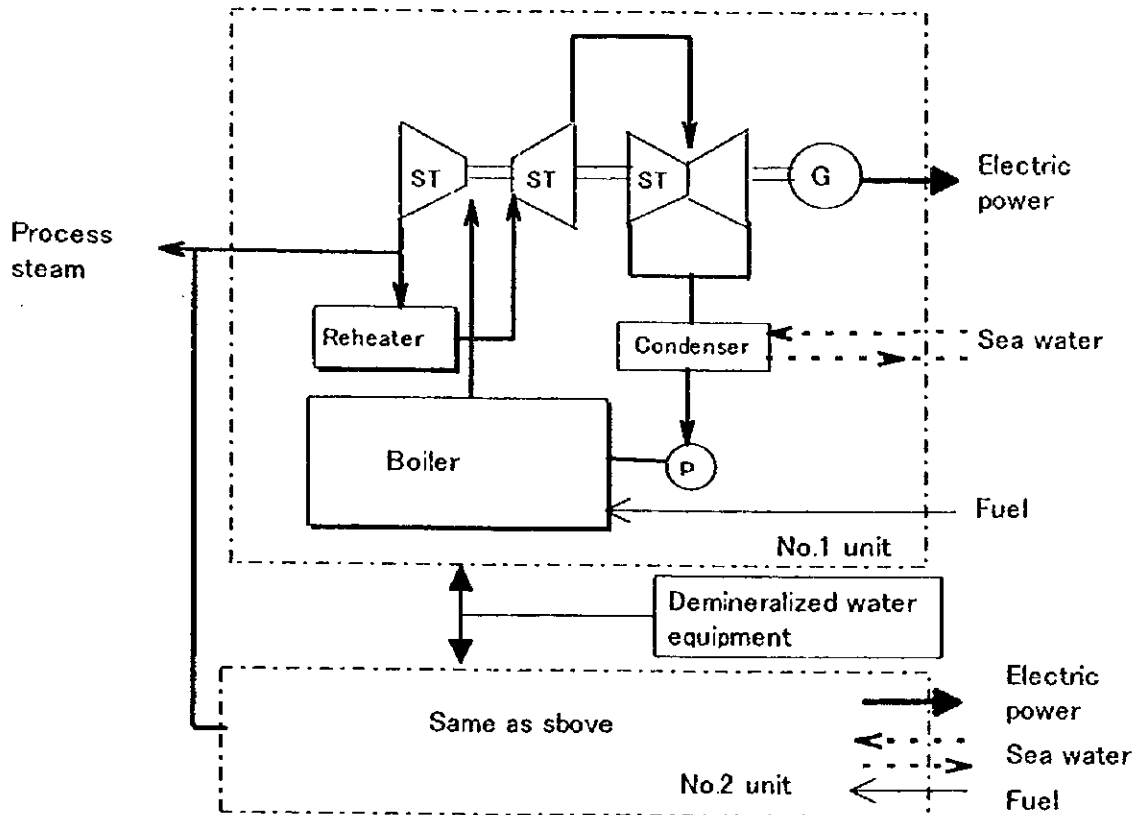 ST
ST
ST
G
Electric
power
Process
steam
Reheater
Condenser
Sea water
Boiler
P
Fuel
No.1 unit
Demineralized water
equipment
Same as sbove
Electric
power
Sea water
No.2 unit
Fuel